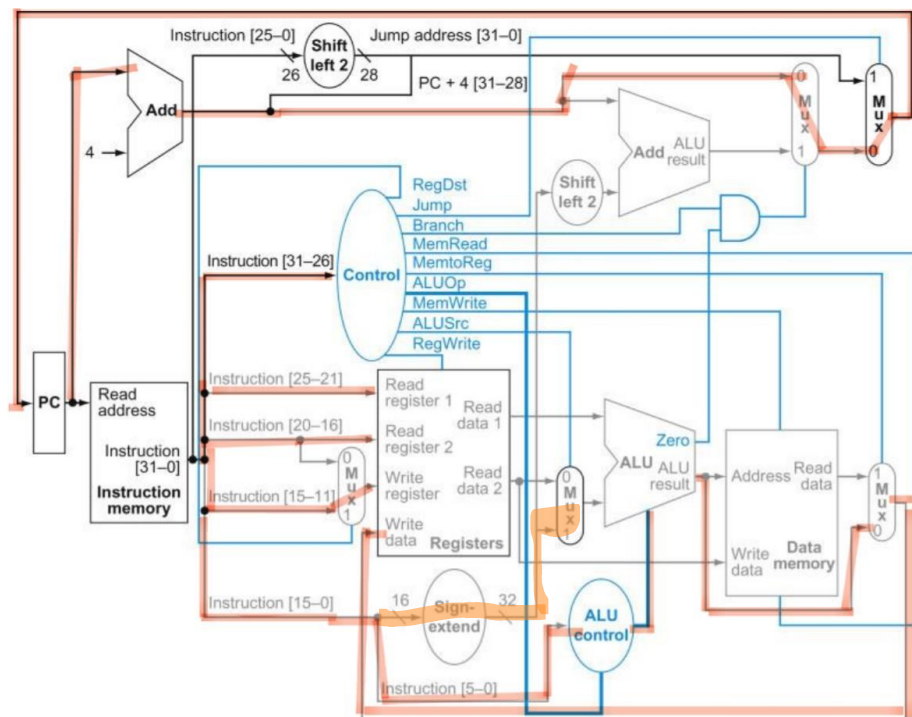 Instruction [25–0]
Shift
left 2
Jump address [31–0]
26
28
PC + 4 [31–28]
Add
4
0
M
u
x
1
1
M
u
x
0
Add
ALU
result
Shift
left 2
RegDst
Jump
Branch
MemRead
MemtoReg
ALUOp
MemWrite
ALUSrc
RegWrite
Instruction [31–26]
Control
PC
Read
address
Instruction
[31–0]
Instruction
memory
Instruction [25–21]
Instruction [20–16]
Instruction [15–11]
0
M
u
x
1
Read
register 1
Read
register 2
Write
register
Write
data
Read
data 1
Read
data 2
Registers
0
M
u
x
1
Zero
ALU
ALU
result
Address
Read
data
Write
data
Data
memory
1
M
u
x
0
Instruction [15–0]
16
Sign-
extend
32
ALU
control
Instruction [5–0]